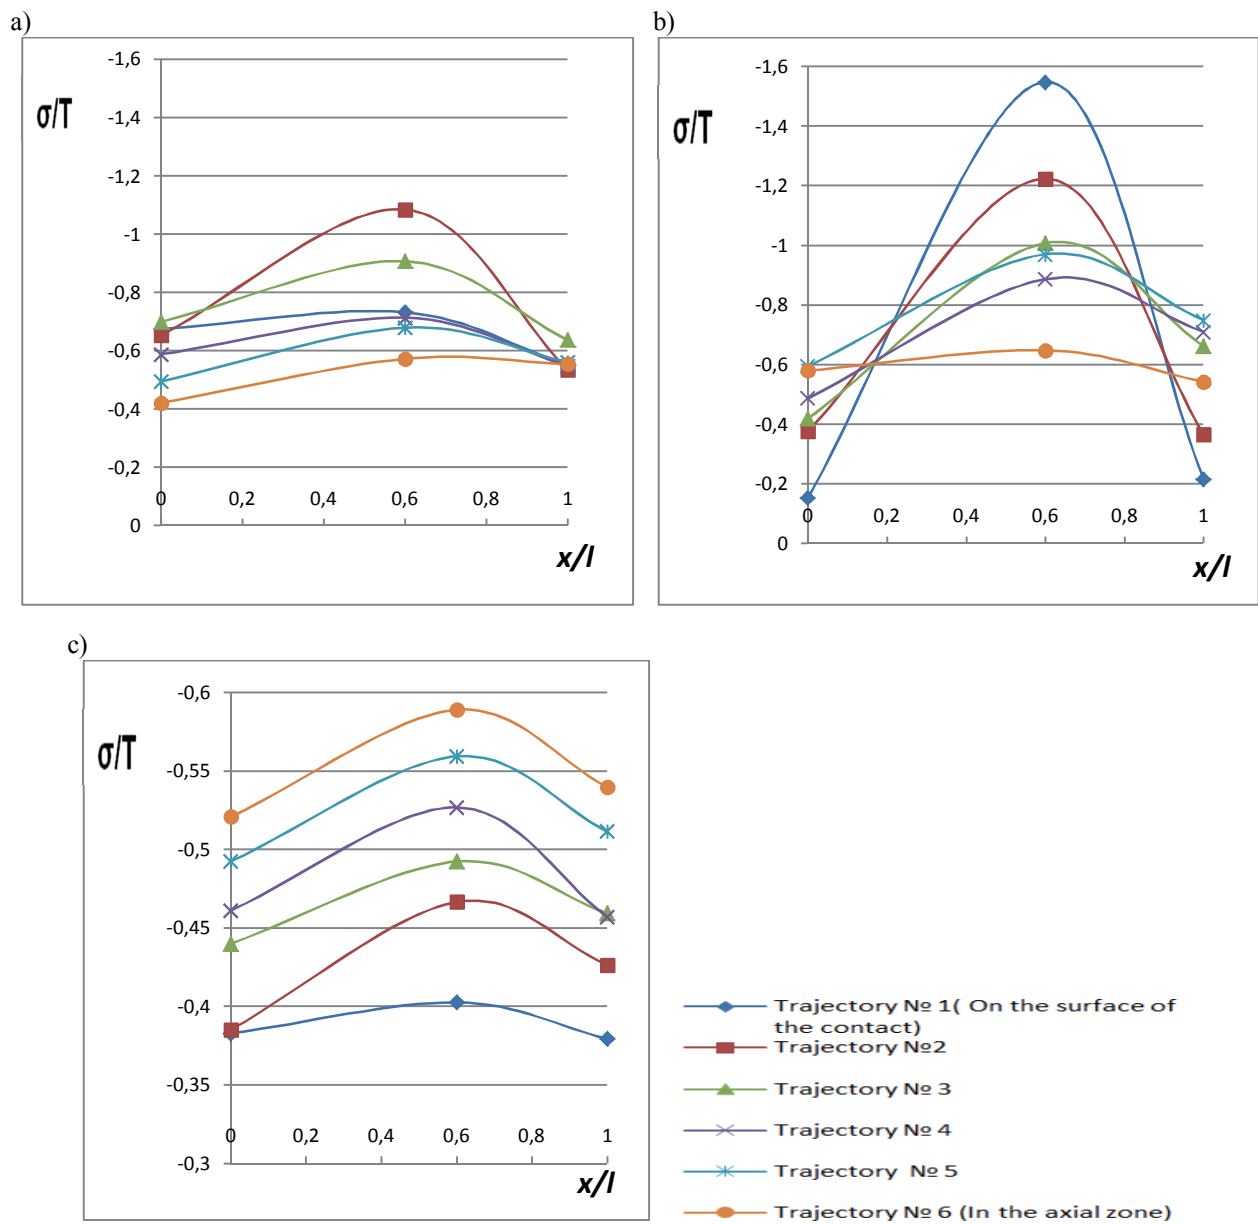 a)
-1,6
-1,4
-1,2
-1
-0,8
-0,6
-0,4
-0,2
0
σ/T
0 0,2 0,4 0,6 0,8 1
x/l
b)
-1,6
-1,4
-1,2
-1
-0,8
-0,6
-0,4
-0,2
0
σ/T
0 0,2 0,4 0,6 0,8 1
x/l
c)
-0,6
-0,55
-0,5
-0,45
-0,4
-0,35
-0,3
σ/T
0 0,2 0,4 0,6 0,8 1
x/l
Trajectory № 1( On the surface of
the contact)
Trajectory №2
Trajectory № 3
Trajectory № 4
Trajectory № 5
Trajectory № 6 (In the axial zone)